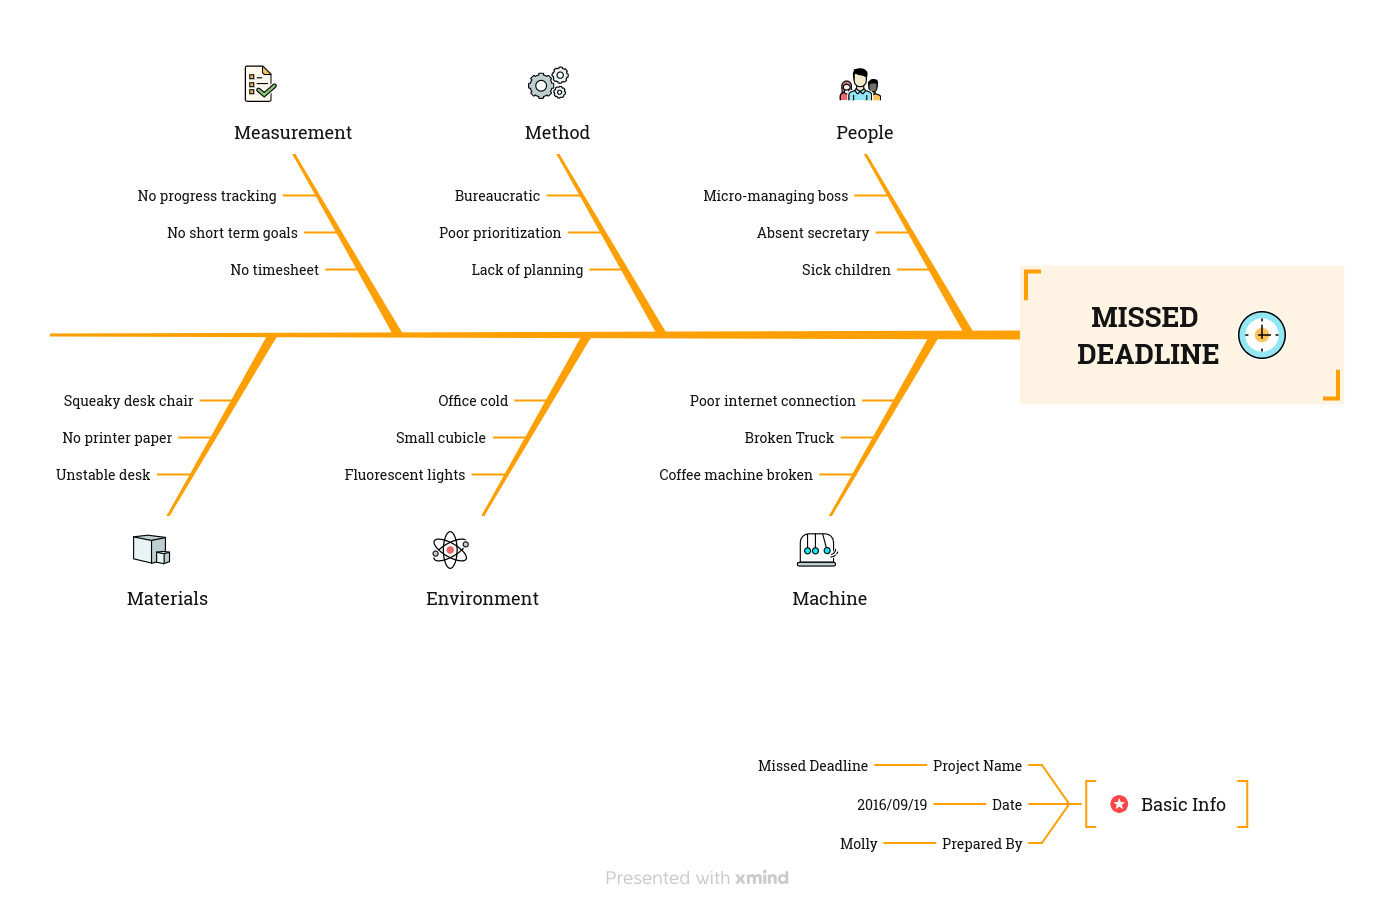 Measurement
No progress tracking
No short term goals
No timesheet
Method
Bureaucratic
Poor prioritization
Lack of planning
People
Micro-managing boss
Absent secretary
Sick children
MISSED
DEADLINE
Squeaky desk chair
No printer paper
Unstable desk
Materials
Office cold
Small cubicle
Fluorescent lights
Environment
Poor internet connection
Broken Truck
Coffee machine broken
Machine
Basic Info
Project Name
Missed Deadline
Date
2016/09/19
Prepared By
Molly
Presented with xmind